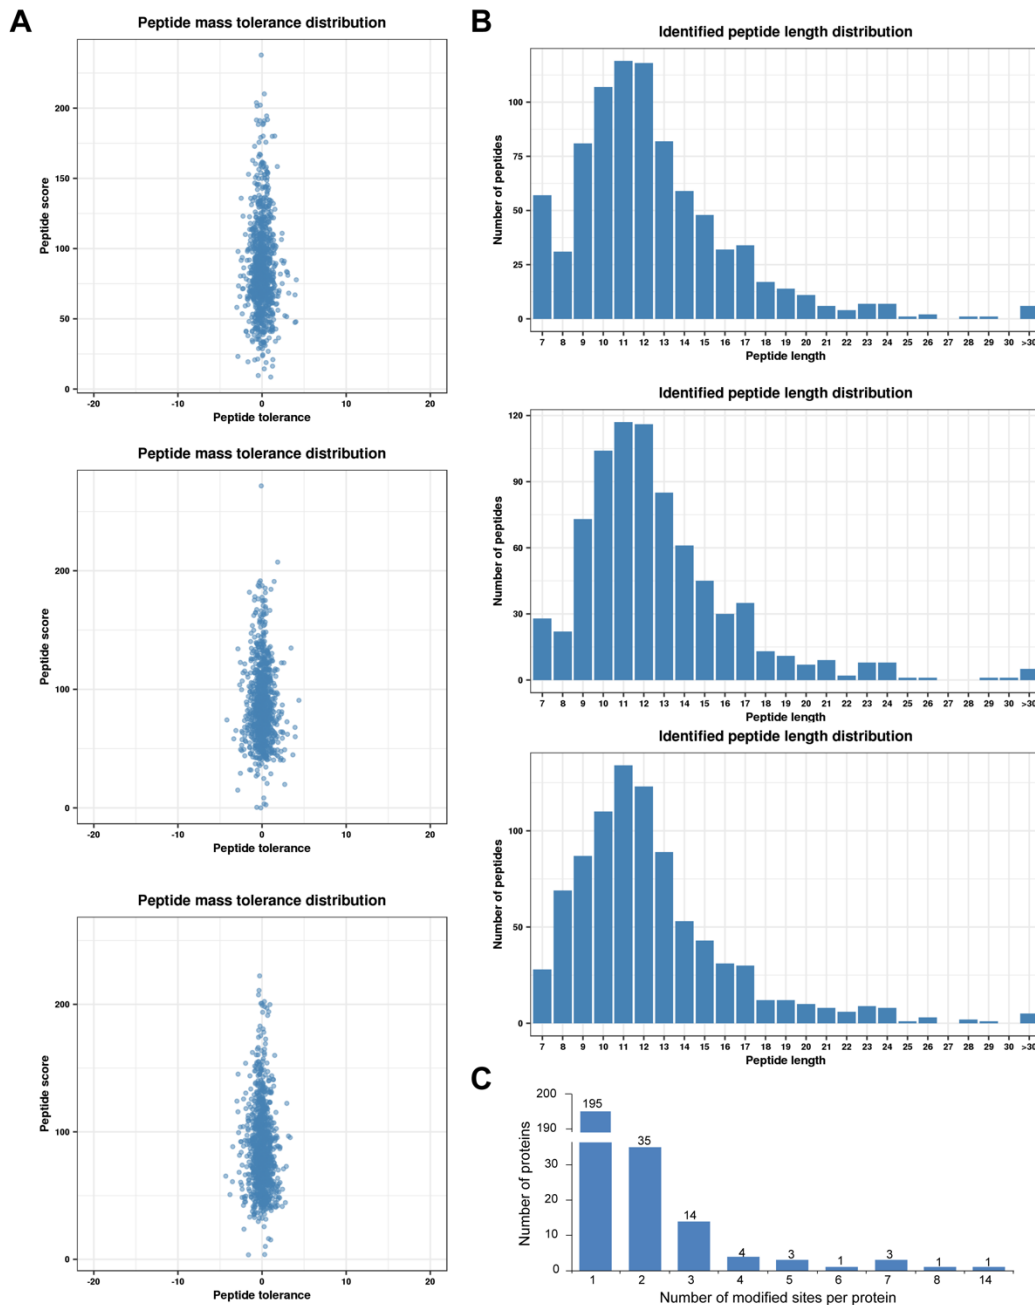 A
Peptide mass tolerance distribution
Peptide score
200
150
100
50
0
-20 -10 0 10 20
Peptide tolerance
Peptide mass tolerance distribution
Peptide score
200
100
0
-20 -10 0 10 20
Peptide tolerance
Peptide mass tolerance distribution
Peptide score
200
100
0
-20 -10 0 10 20
Peptide tolerance
B
Identified peptide length distribution
Number of peptides
100
75
50
25
0
7 8 9 10 11 12 13 14 15 16 17 18 19 20 21 22 23 24 25 26 27 28 29 30 >30
Peptide length
Identified peptide length distribution
Number of peptides
120
90
60
30
0
7 8 9 10 11 12 13 14 15 16 17 18 19 20 21 22 23 24 25 26 27 28 29 30 >30
Peptide length
Identified peptide length distribution
Number of peptides
100
50
0
7 8 9 10 11 12 13 14 15 16 17 18 19 20 21 22 23 24 25 26 27 28 29 30 >30
Peptide length
C
Number of proteins
200
190
30
20
10
0
195 35 14 4 3 1 3 1 1
1 2 3 4 5 6 7 8 14
Number of modified sites per protein